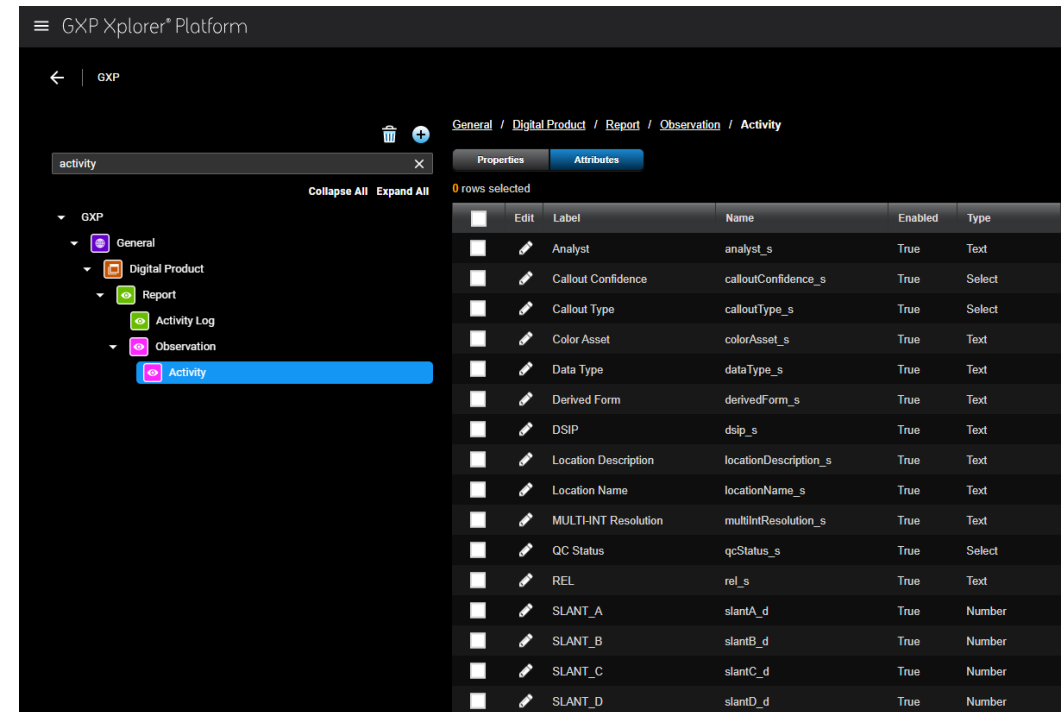 GXP Xplorer® Platform
GXP
General / Digital Product / Report / Observation / Activity
activity
Properties Attributes
Collapse All Expand All
0 rows selected
GXP
General
Digital Product
Report
Activity Log
Observation
Activity
Edit Label Name Enabled Type
Analyst analyst_s True Text
Callout Confidence calloutConfidence_s True Select
Callout Type calloutType_s True Select
Color Asset colorAsset_s True Text
Data Type dataType_s True Text
Derived Form derivedForm_s True Text
DSIP dsip_s True Text
Location Description locationDescription_s True Text
Location Name locationName_s True Text
MULTI-INT Resolution multiIntResolution_s True Text
QC Status qcStatus_s True Select
REL rel_s True Text
SLANT_A slantA_d True Number
SLANT_B slantB_d True Number
SLANT_C slantC_d True Number
SLANT_D slantD_d True Number